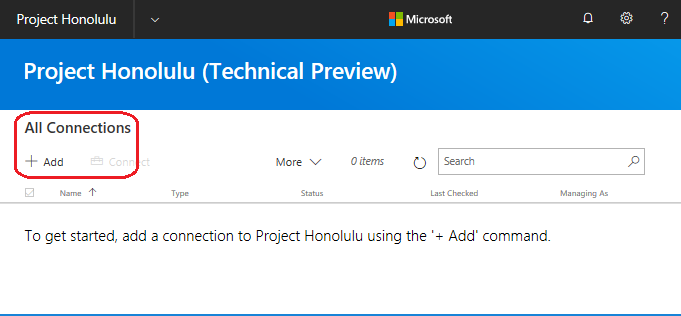 Project Honolulu Microsoft ?
Project Honolulu (Technical Preview)
All Connections
+ Add Connect More 0 items Search
Name Type Status Last Checked Managing As
To get started, add a connection to Project Honolulu using the '+ Add' command.